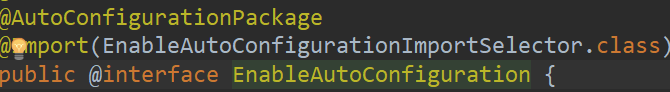 @AutoConfigurationPackage
@Import(EnableAutoConfigurationImportSelector.class)
public @interface EnableAutoConfiguration {